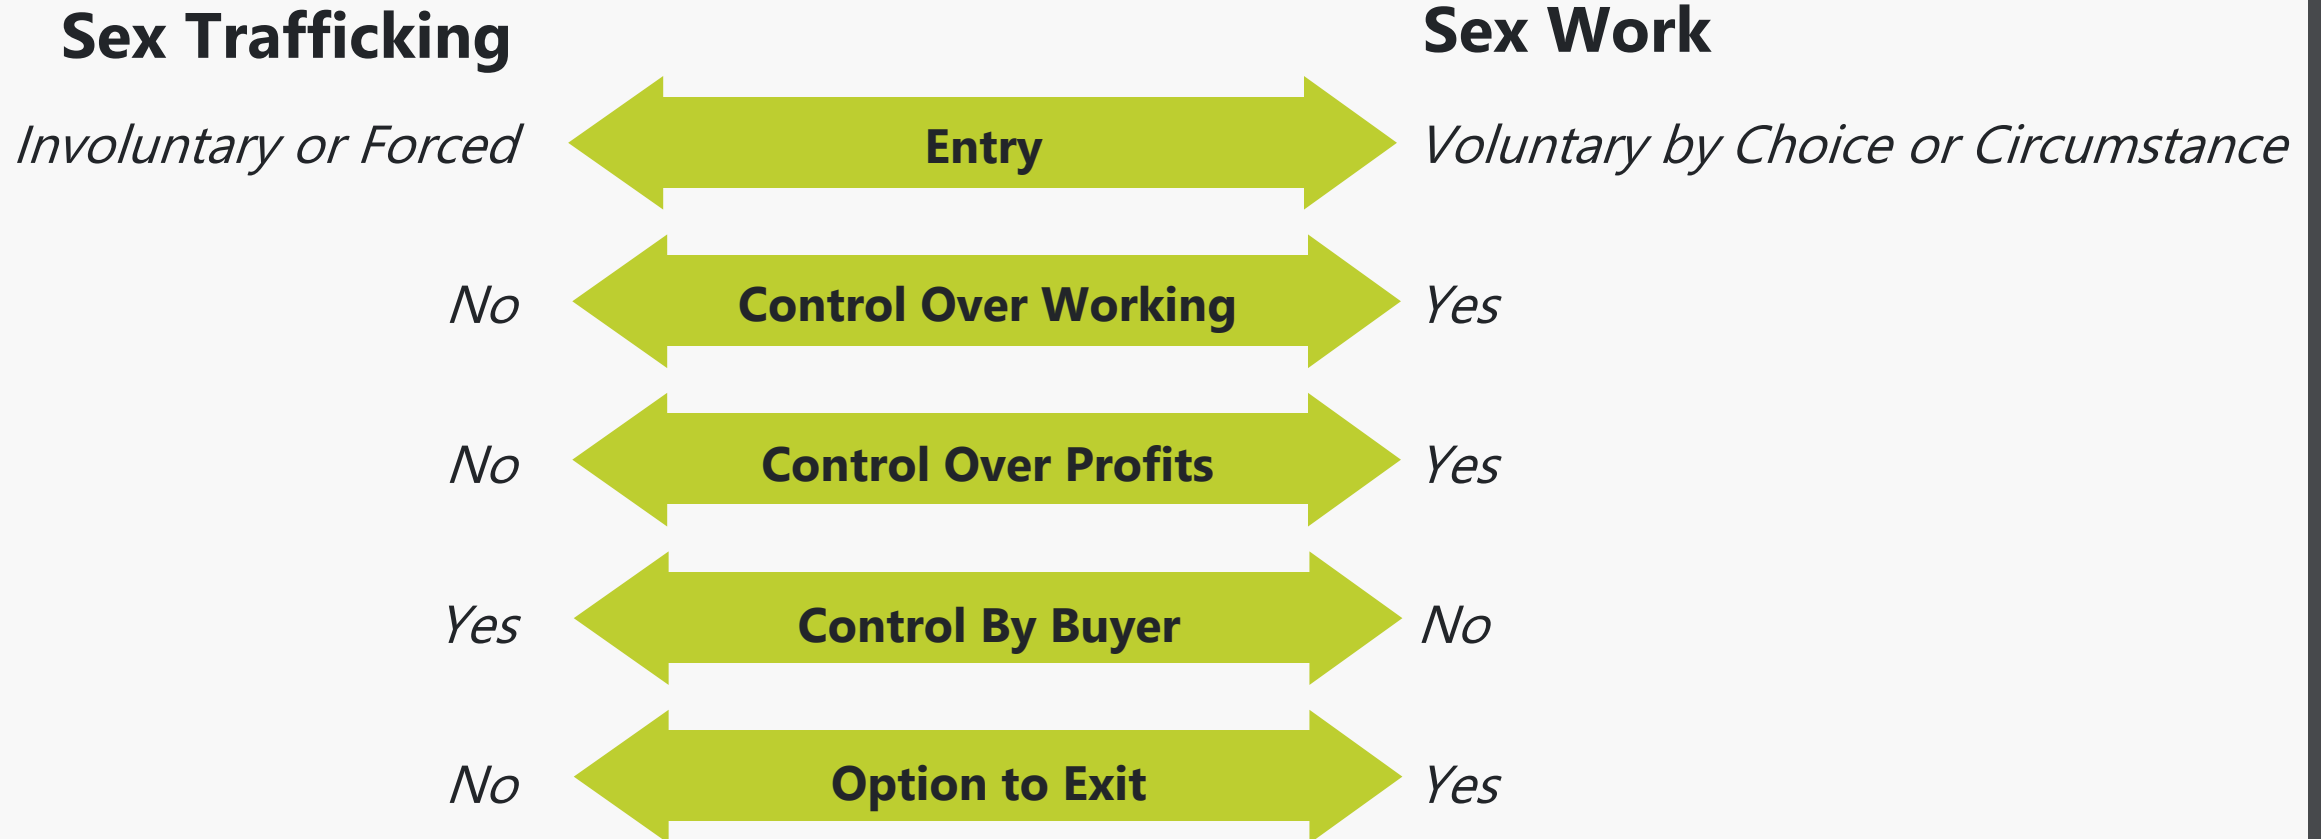 Sex Trafficking
Sex Work
Involuntary or Forced
Entry
Voluntary by Choice or Circumstance
No
Control Over Working
Yes
No
Control Over Profits
Yes
Yes
Control By Buyer
No
No
Option to Exit
Yes